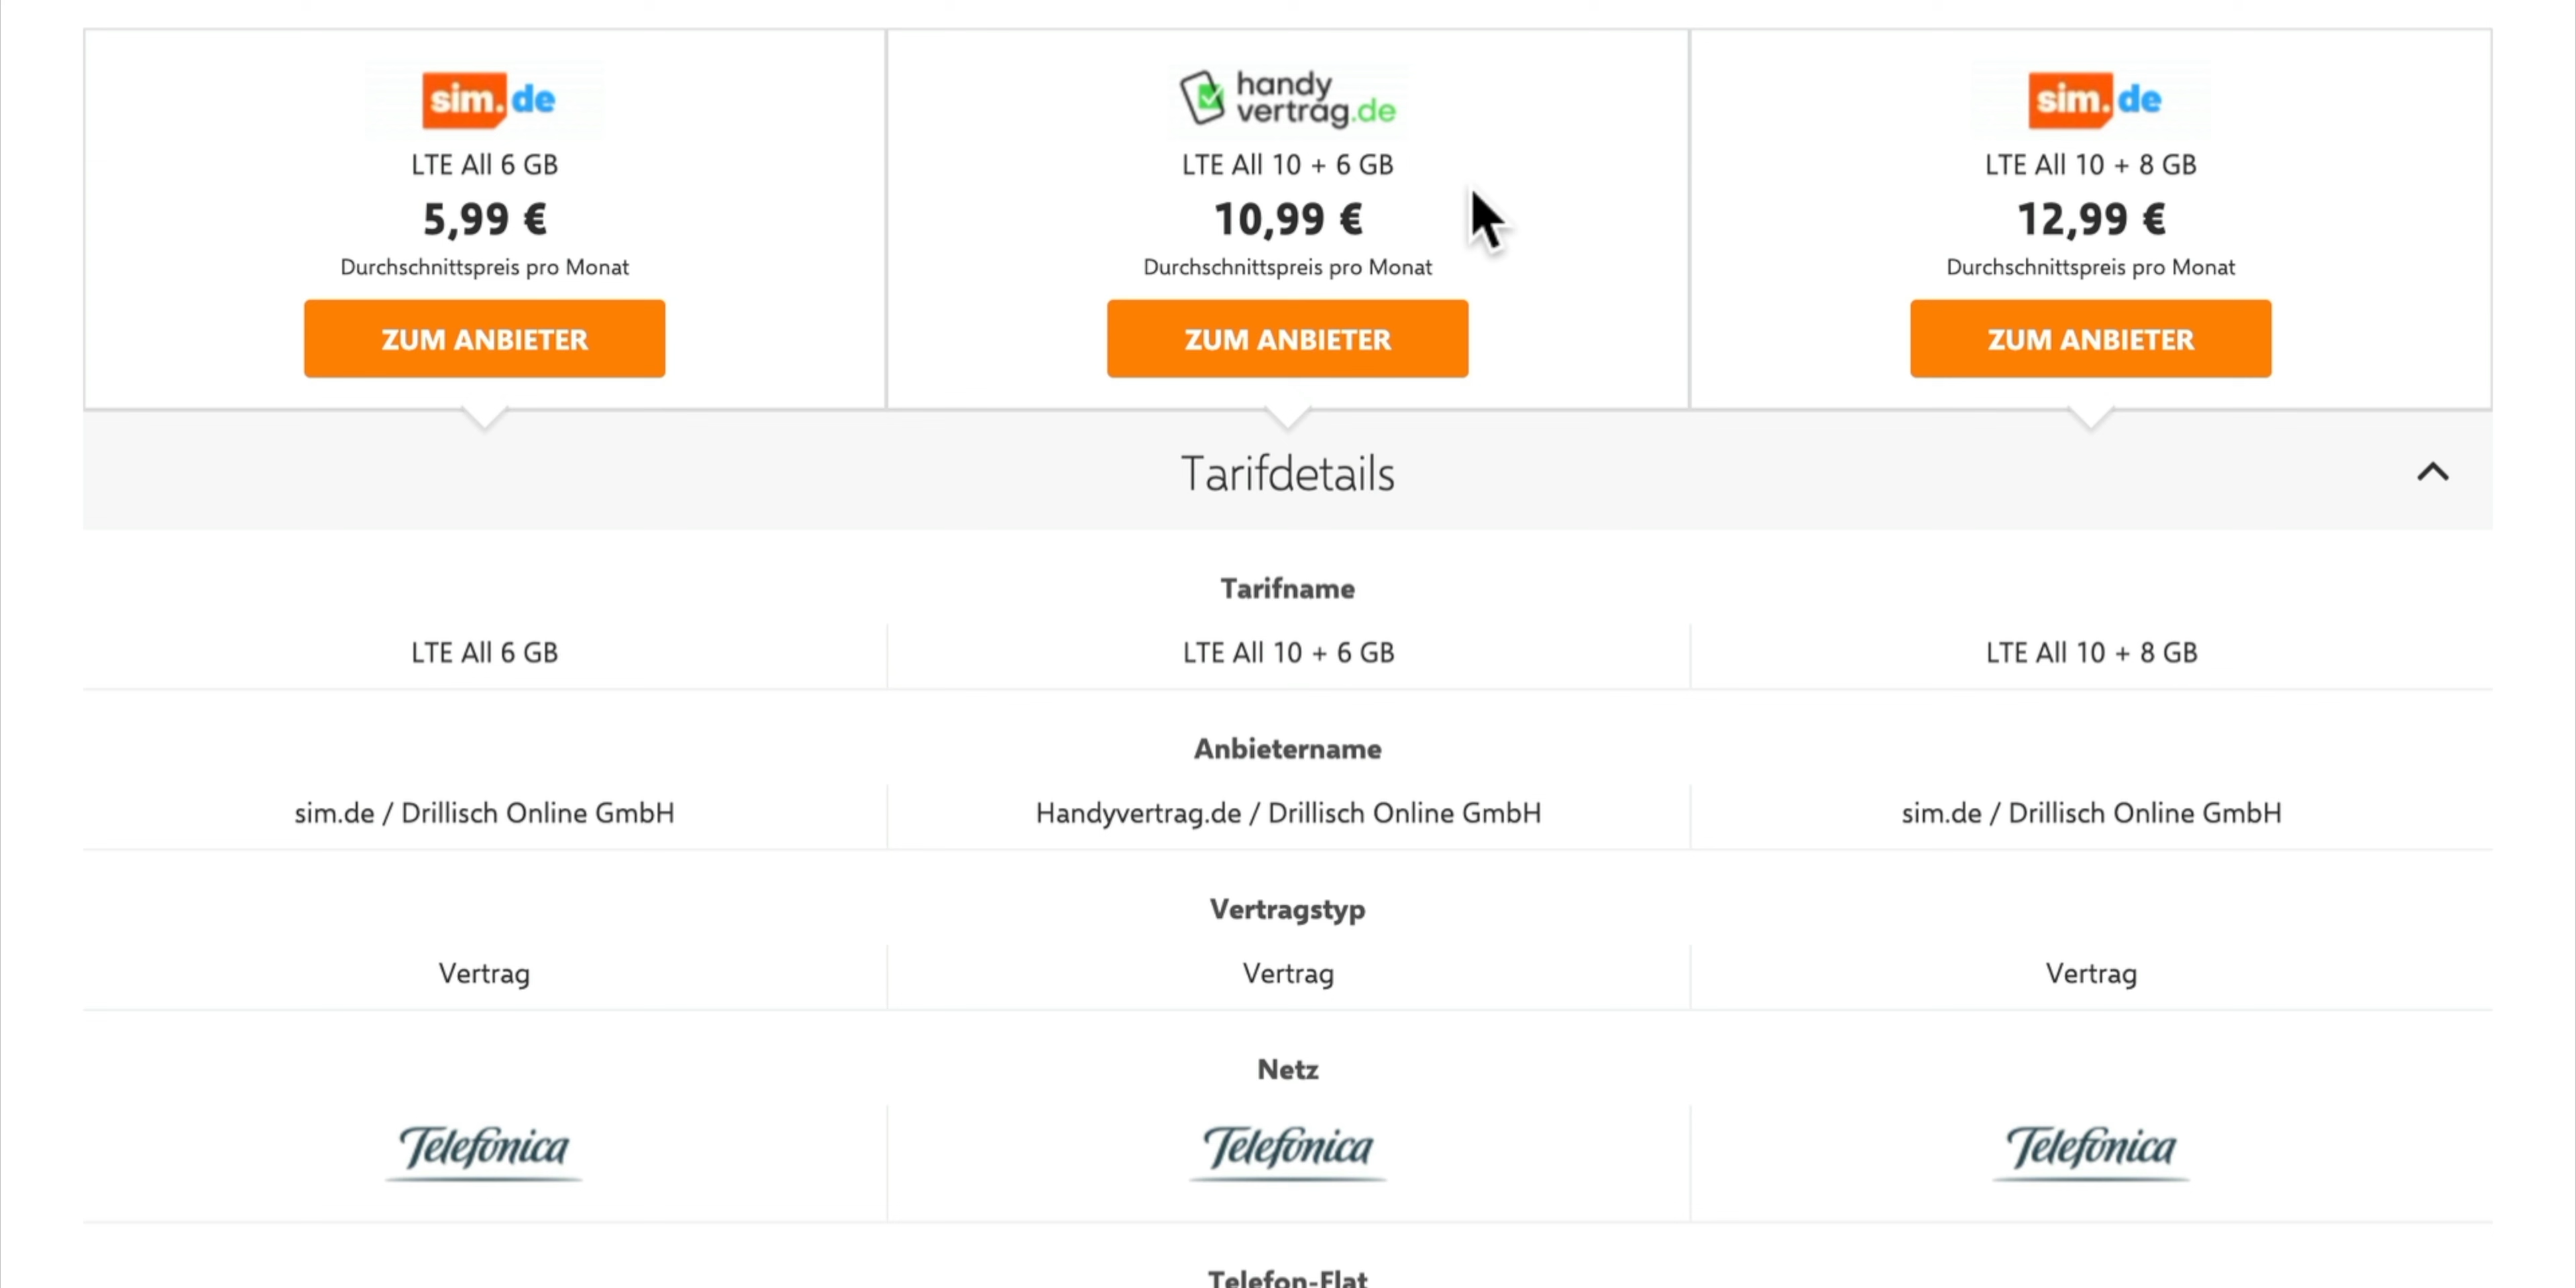 sim.de
LTE All 6 GB
5,99 €
Durchschnittspreis pro Monat
ZUM ANBIETER
handy
vertrag.de
LTE All 10 + 6 GB
10,99 €
Durchschnittspreis pro Monat
ZUM ANBIETER
sim.de
LTE All 10 + 8 GB
12,99 €
Durchschnittspreis pro Monat
ZUM ANBIETER
Tarifdetails
Tarifname
LTE All 6 GB
LTE All 10 + 6 GB
LTE All 10 + 8 GB
Anbietername
sim.de / Drillisch Online GmbH
Handyvertrag.de / Drillisch Online GmbH
sim.de / Drillisch Online GmbH
Vertragstyp
Vertrag
Vertrag
Vertrag
Netz
Telefónica
Telefónica
Telefónica
Telefon-Flat